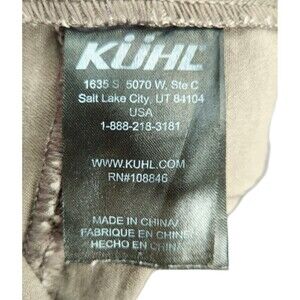 KÜHL
1635 S 5070 W, Ste C
Salt Lake City, UT 84104
USA
1-888-218-3181
WWW.KUHL.COM
RN#108846
MADE IN CHINA/
FABRIQUE EN CHINE/
HECHO EN CHINA